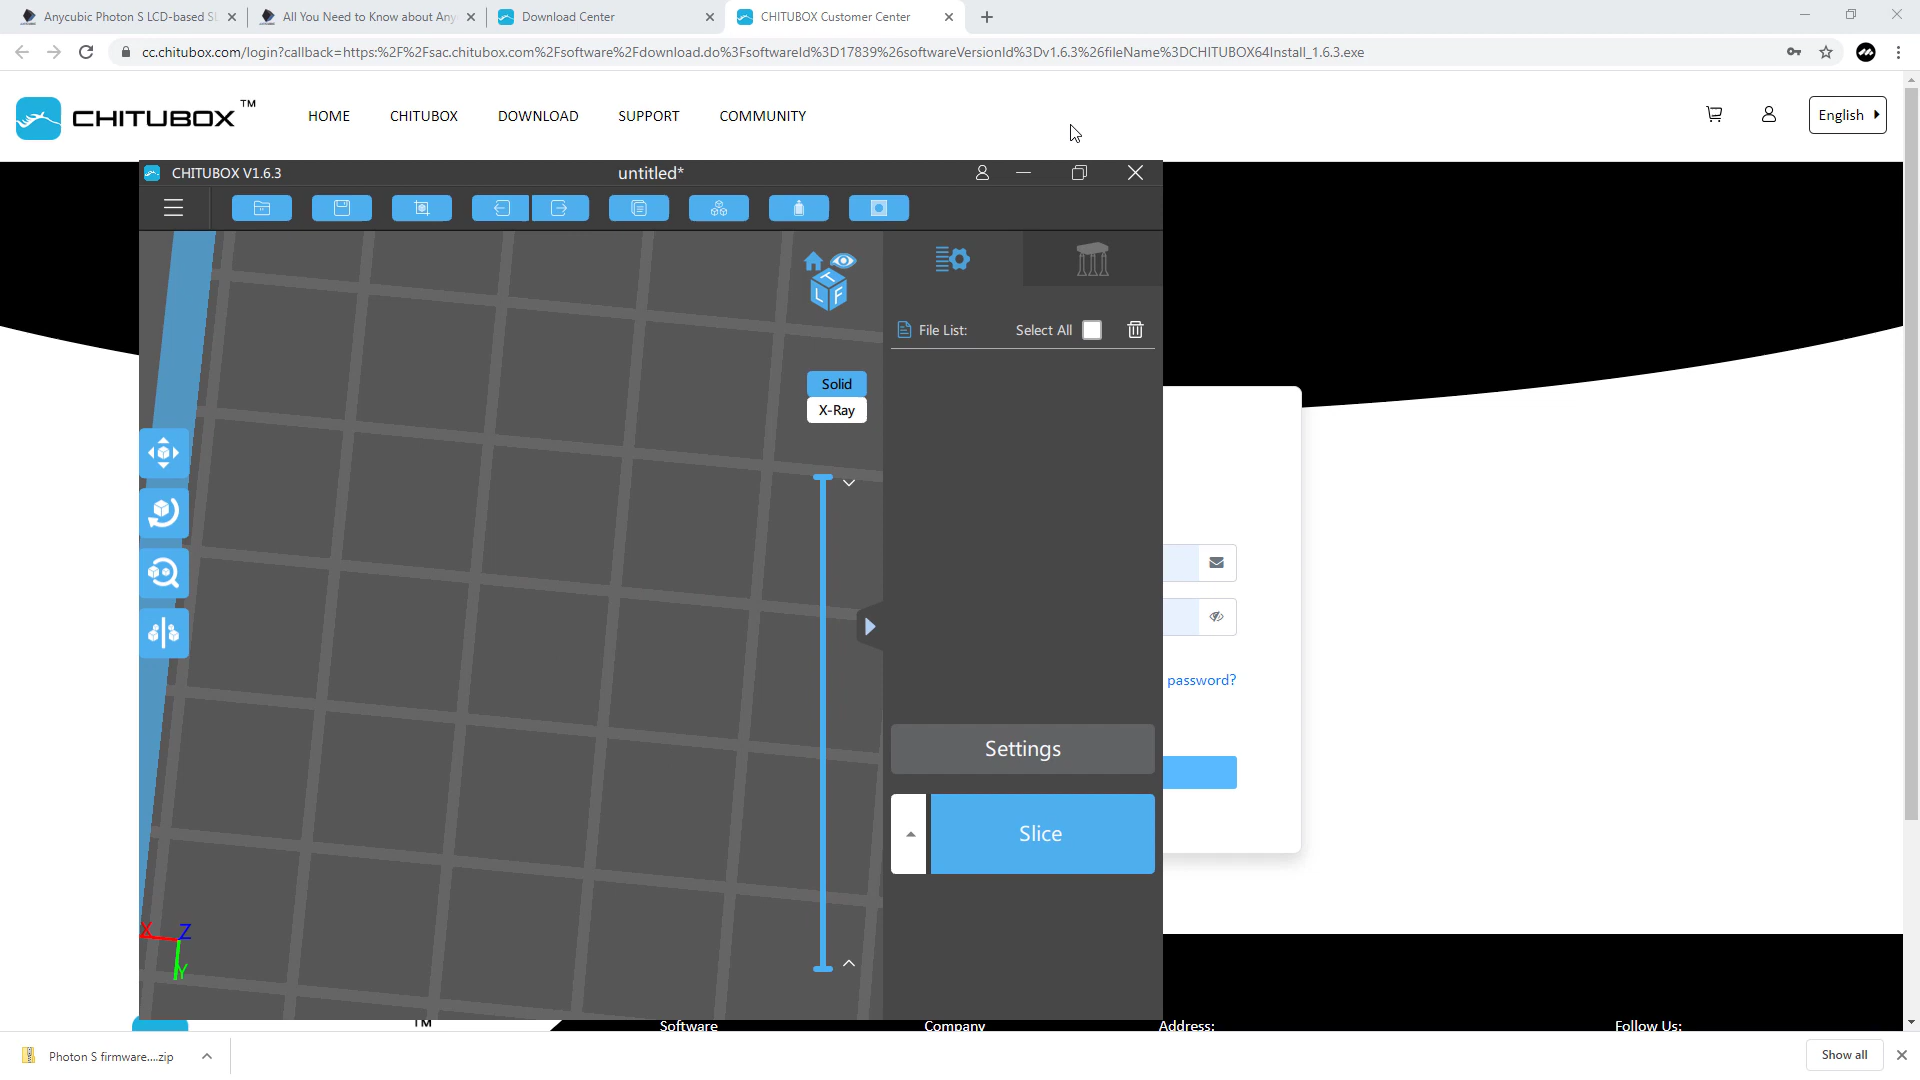 Anycubic Photon S LCD-based SL
All You Need to Know about Any
Download Center
CHITUBOX Customer Center
cc.chitubox.com/login?callback=https:%2F%2Fsac.chitubox.com%2Fsoftware%2Fdownload.do%3FsoftwareId%3D17839%26softwareVersionId%3Dv1.6.3%26fileName%3DCHITUBOX64Install_1.6.3.exe
CHITUBOX™
HOME
CHITUBOX
DOWNLOAD
SUPPORT
COMMUNITY
English
CHITUBOX V1.6.3
untitled*
T
L F
File List:
Select All
Solid
X-Ray
password?
Settings
Slice
X Z
Y
TM
Software
Company
Address:
Follow Us:
Photon S firmware....zip
Show all